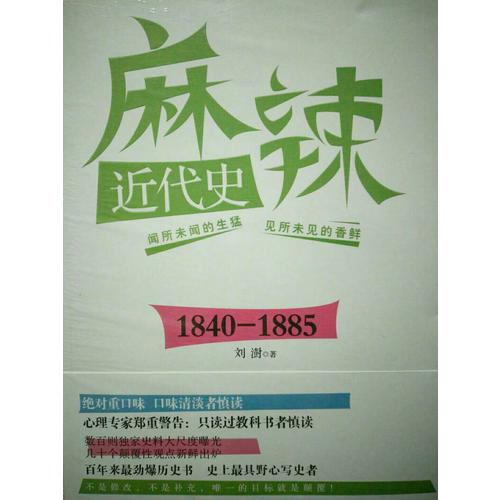 麻辣
近代史
闻所未闻的生猛 见所未见的香鲜
1840-1885
刘澍◎著
绝对重口味 口味清淡者慎读
心理专家郑重警告：只读过教科书者慎读
数百则独家史料大尺度曝光
几十个颠覆性观点新鲜出炉
百年来最劲爆历史书 史上最具野心写史者
不是修改，不是补充，唯一的目标就是颠覆！